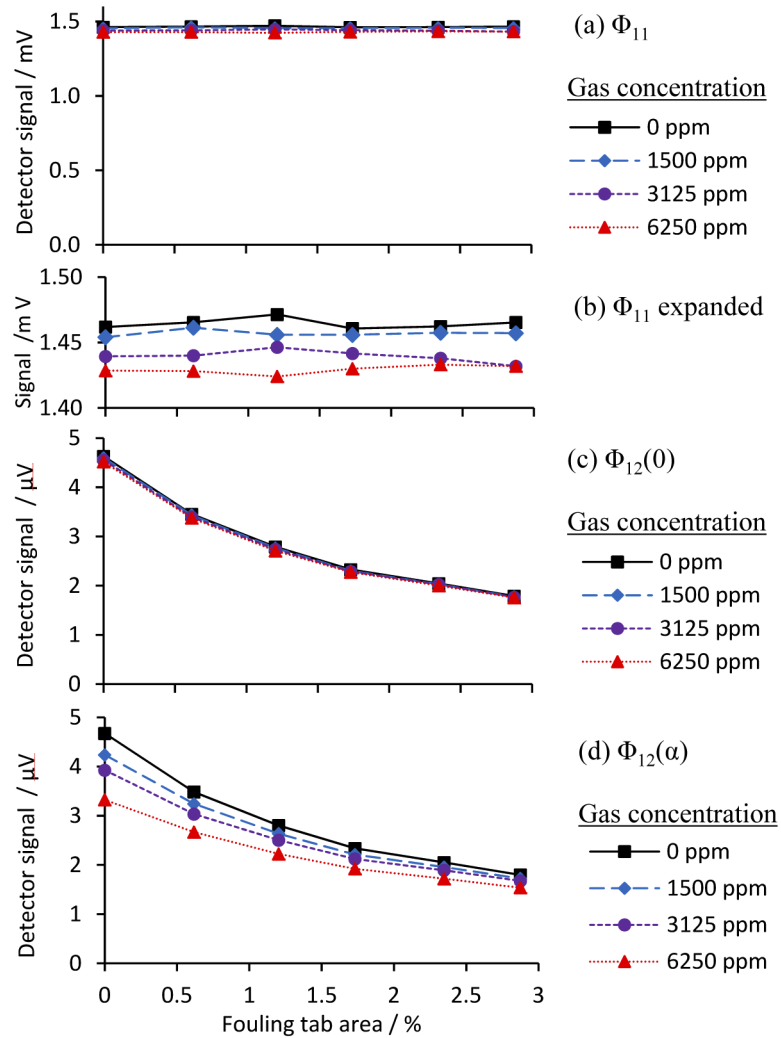 1.5
1.0
0.5
0.0
Detector signal / mV
(a) Φ11
Gas concentration
0 ppm
1500 ppm
3125 ppm
6250 ppm
1.50
1.45
1.40
Signal /mV
(b) Φ11 expanded
5
4
3
2
1
0
Detector signal / µV
(c) Φ12(0)
Gas concentration
0 ppm
1500 ppm
3125 ppm
6250 ppm
5
4
3
2
1
0
Detector signal / µV
(d) Φ12(α)
Gas concentration
0 ppm
1500 ppm
3125 ppm
6250 ppm
0 0.5 1 1.5 2 2.5 3
Fouling tab area / %